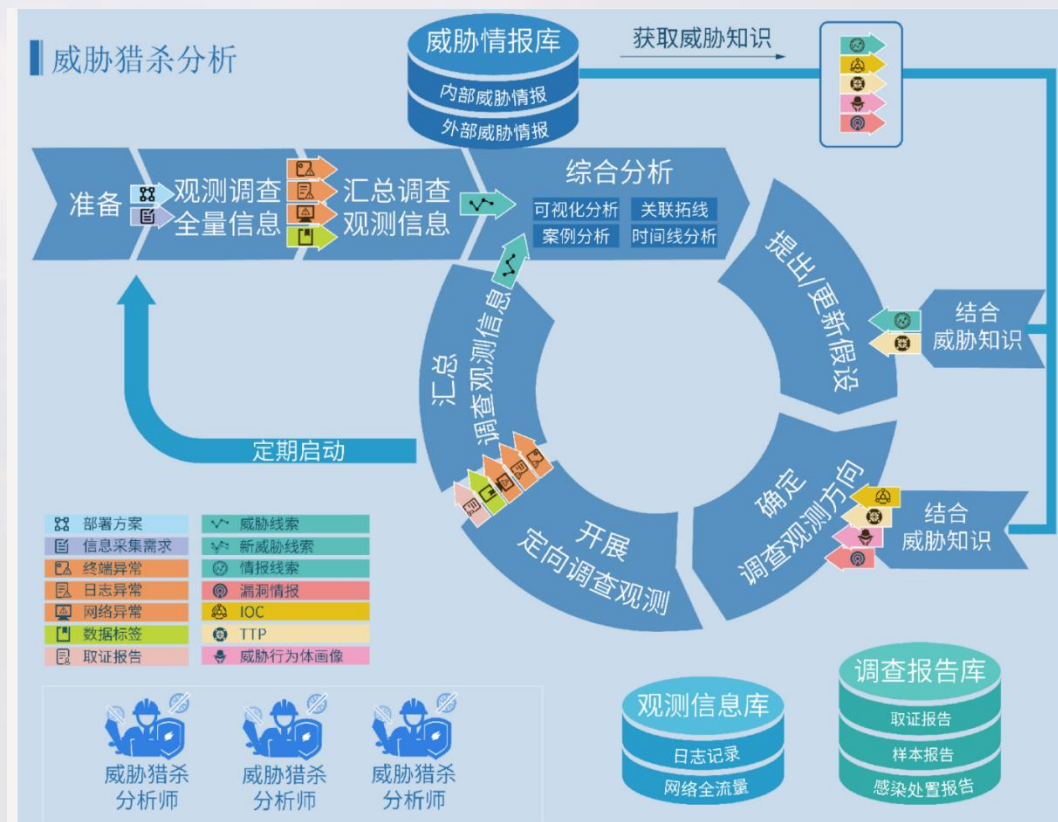 威胁猎杀分析
威胁情报库
内部威胁情报
外部威胁情报
获取威胁知识
准备
观测调查
全量信息
汇总调查
观测信息
综合分析
可视化分析
关联拓线
案例分析
时间线分析
提出/更新假设
结合
威胁知识
确定
调查观测方向
结合
威胁知识
开展
定向调查观测
汇总
调查观测信息
定期启动
部署方案
信息采集需求
终端异常
日志异常
网络异常
数据标签
取证报告
威胁线索
新威胁线索
情报线索
漏洞情报
IOC
TTP
威胁行为体画像
威胁猎杀
分析师
威胁猎杀
分析师
威胁猎杀
分析师
观测信息库
日志记录
网络全流量
调查报告库
取证报告
样本报告
感染处置报告